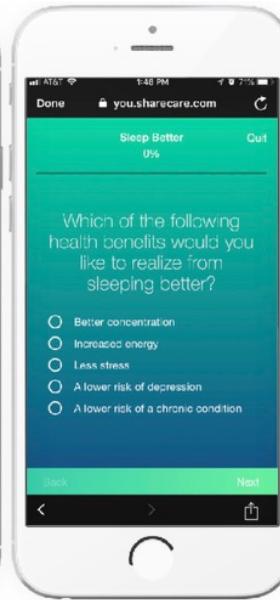 AT&T 1:48 PM 71%
Done you.sharecare.com
Sleep Better Quit
0%
Which of the following
health benefits would you
like to realize from
sleeping better?
Better concentration
Increased energy
Less stress
A lower risk of depression
A lower risk of a chronic condition
Back Next